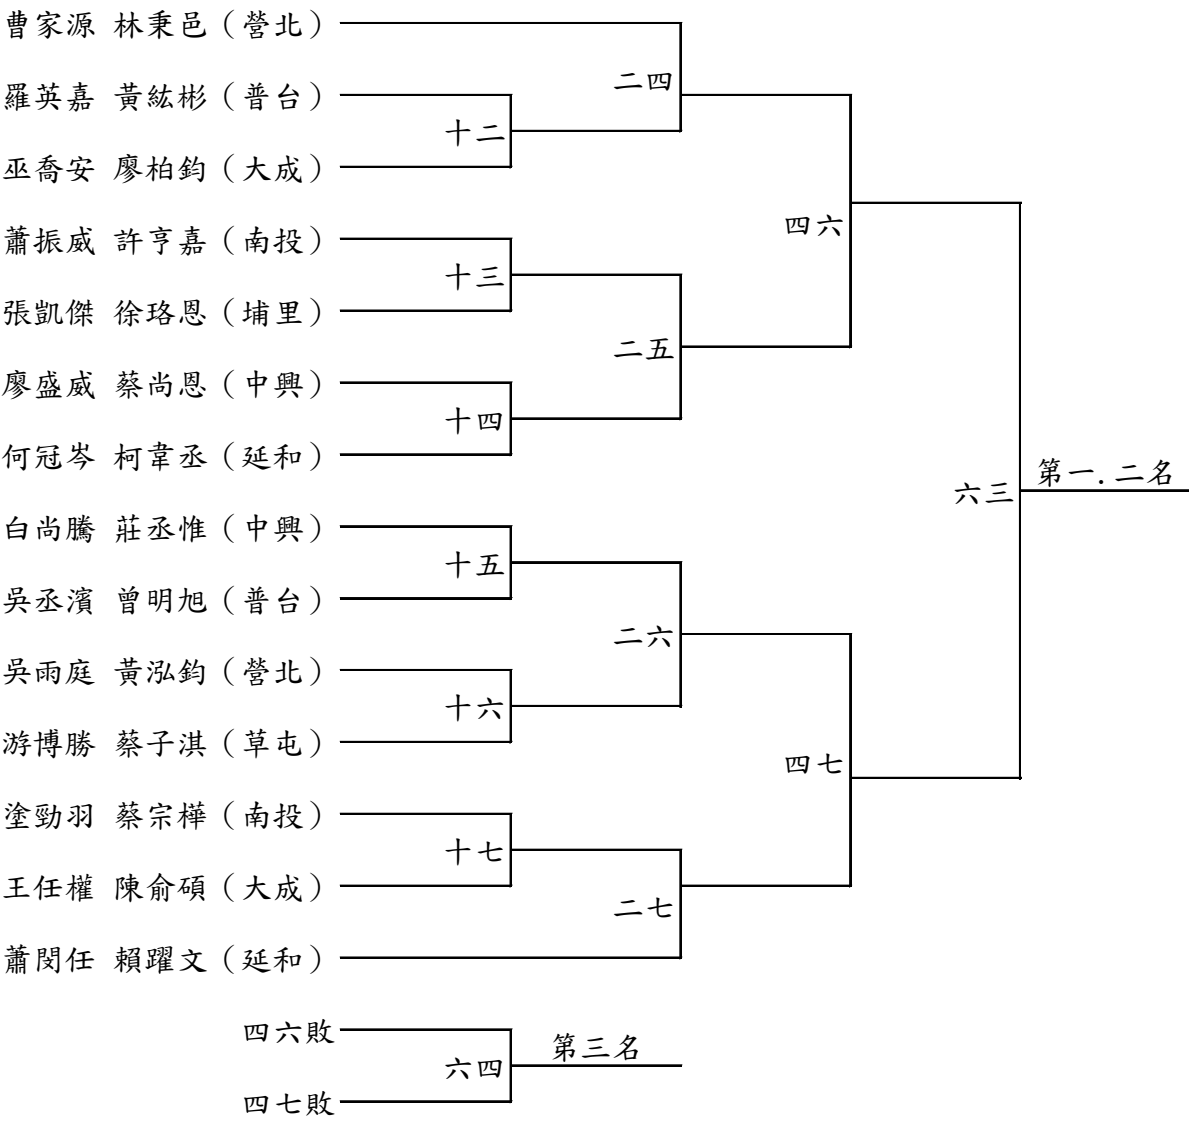 曹家源 林秉邑（營北）
二四
羅英嘉 黃紘彬（普台）
十二
巫喬安 廖柏鈞（大成）
四六
蕭振威 許亨嘉（南投）
十三
張凱傑 徐珞恩（埔里）
二五
廖盛威 蔡尚恩（中興）
十四
何冠岑 柯韋丞（延和）
第一.二名
六三
白尚騰 莊丞惟（中興）
十五
吳丞濱 曾明旭（普台）
二六
吳雨庭 黃泓鈞（營北）
十六
游博勝 蔡子淇（草屯）
四七
塗勁羽 蔡宗樺（南投）
十七
王任權 陳俞碩（大成）
二七
蕭閔任 賴躍文（延和）
四六敗
第三名
六四
四七敗